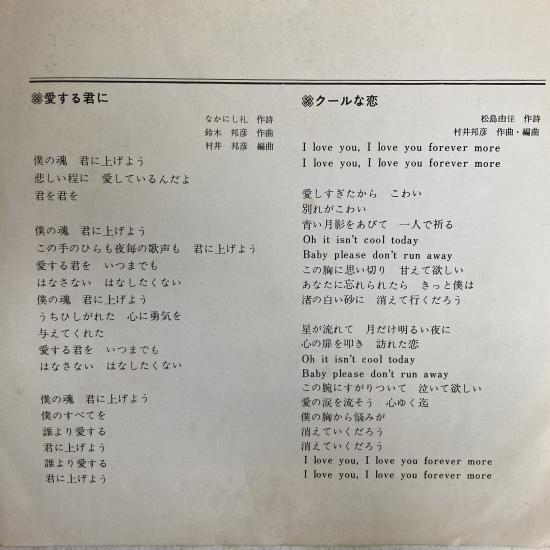 愛する君に
なかにし礼 作詩
鈴木 邦彦 作曲
村井 邦彦 編曲
僕の魂 君に上げよう
悲しい程に 愛しているんだよ
君を君を
僕の魂 君に上げよう
この手のひらも夜毎の歌声も 君に上げよう
愛する君を いつまでも
はなさない はなしたくない
僕の魂 君に上げよう
うちひしがれた 心に勇気を
与えてくれた
愛する君を いつまでも
はなさない はなしたくない
僕の魂 君に上げよう
僕のすべてを
誰より愛する
君に上げよう
誰より愛する
君に上げよう
クールな恋
松島由佳 作詩
村井邦彦 作曲・編曲
I love you, I love you forever more
I love you, I love you forever more
愛しすぎたから こわい
別れがこわい
青い月影をあびて 一人で祈る
Oh it isn't cool today
Baby please don't run away
この胸に思い切り 甘えて欲しい
あなたに忘れられたら きっと僕は
渚の白い砂に 消えて行くだろう
星が流れて 月だけ明るい夜に
心の扉を叩き 訪れた恋
Oh it isn't cool today
Baby please don't run away
この腕にすがりついて 泣いて欲しい
愛の涙を流そう 心ゆく迄
僕の胸から悩みが
消えていくだろう
消えていくだろう
I love you, I love you forever more
I love you, I love you forever more